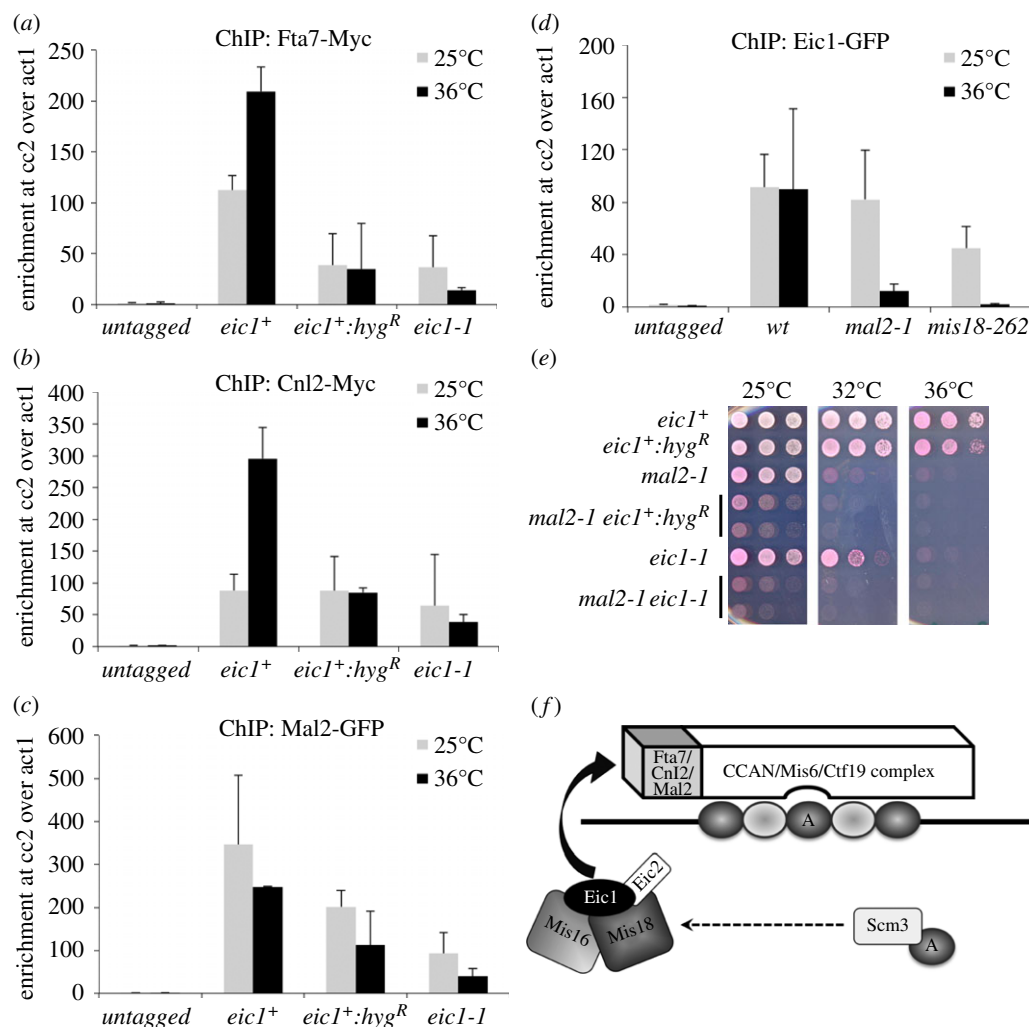 (a)
ChIP: Fta7-Myc
25°C
36°C
enrichment at cc2 over act1
250
200
150
100
50
0
untagged eic1+ eic1+:hygR eic1-1
(b)
ChIP: Cnl2-Myc
25°C
36°C
enrichment at cc2 over act1
400
350
300
250
200
150
100
50
0
untagged eic1+ eic1+:hygR eic1-1
(c)
ChIP: Mal2-GFP
25°C
36°C
enrichment at cc2 over act1
600
500
400
300
200
100
0
untagged eic1+ eic1+:hygR eic1-1
(d)
ChIP: Eic1-GFP
25°C
36°C
enrichment at cc2 over act1
200
160
120
80
40
0
untagged wt mal2-1 mis18-262
(e)
25°C 32°C 36°C
eic1+
eic1+:hygR
mal2-1
mal2-1 eic1+:hygR
eic1-1
mal2-1 eic1-1
(f)
Fta7/
CnI2/
Mal2
CCAN/Mis6/Ctf19 complex
A
Eic1
Eic2
Mis16
Mis18
Scm3
A